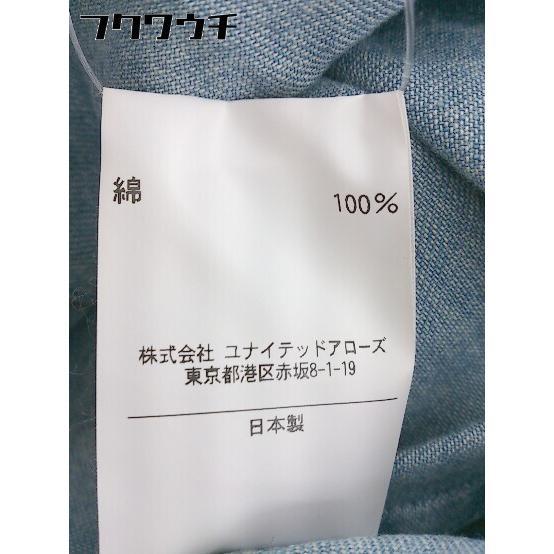 フクワウチ
綿 100%
株式会社 ユナイテッドアローズ
東京都港区赤坂8-1-19
日本製